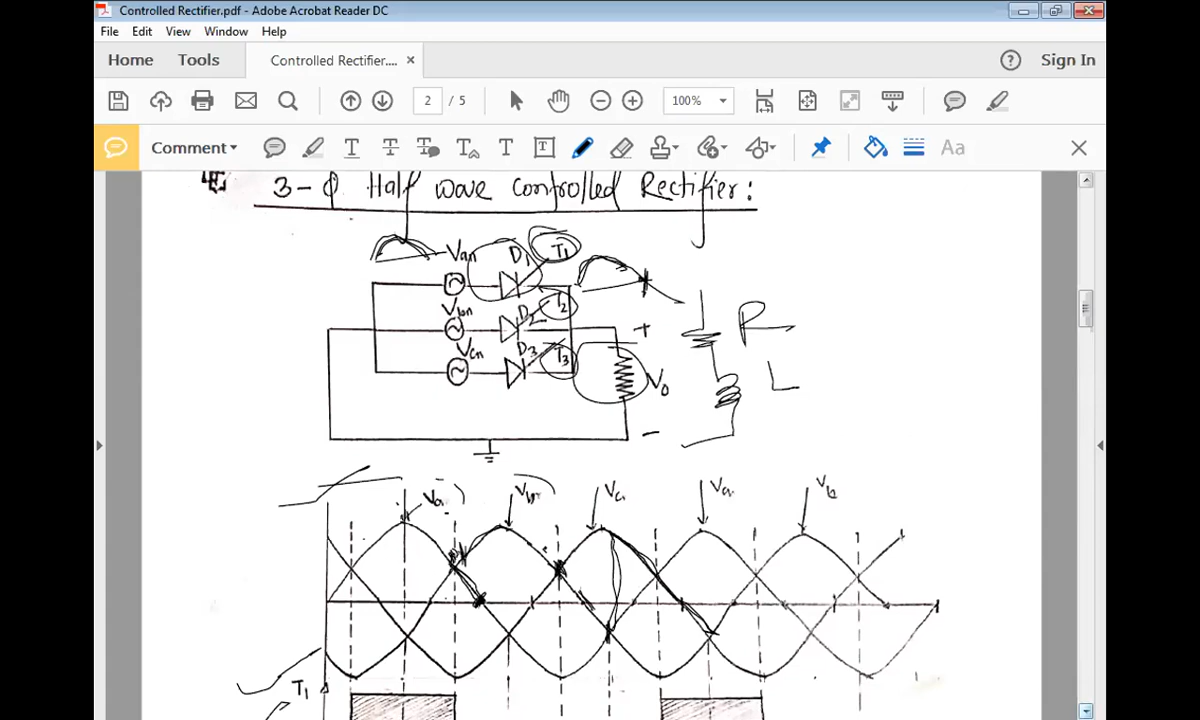 Controlled Rectifier.pdf - Adobe Acrobat Reader DC
File Edit View Window Help
Home Tools Controlled Rectifier.... × Sign In
2 / 5 100%
Comment
3-Φ Half wave Controlled Rectifier:
Van D1 T1
Vbn D2 T2
Vcn D3 T3
+
V0
-
R
L
Va Vb Vc Va Vb
T1